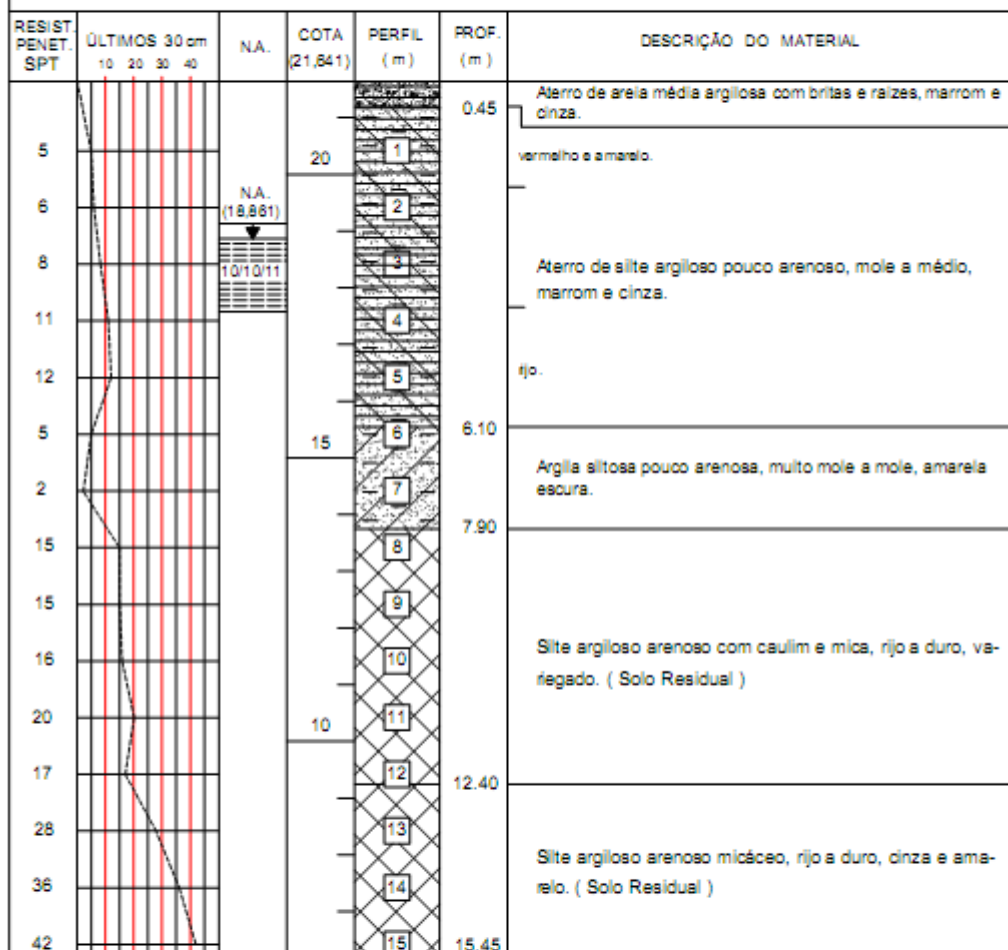 RESIST.
PENET.
SPT
ÚLTIMOS 30 cm
10 20 30 40
N.A.
COTA
(21,641)
PERFIL
( m )
PROF.
( m )
DESCRIÇÃO DO MATERIAL
0.45
Aterro de areia média argilosa com britas e raízes, marrom e
cinza.
5
1
20
vermelho e amarelo.
6
N.A.
(18,861)
2
8
10/10/11
3
Aterro de silte argiloso pouco arenoso, mole a médio,
marrom e cinza.
11
4
12
5
rijo.
5
15
6
6.10
2
7
Argila siltosa pouco arenosa, muito mole a mole, amarela
escura.
7.90
15
8
15
9
16
10
Silte argiloso arenoso com caulim e mica, rijo a duro, va-
riegado. ( Solo Residual )
20
10
11
17
12
12.40
28
13
36
14
Silte argiloso arenoso micáceo, rijo a duro, cinza e ama-
relo. ( Solo Residual )
42
15
15.45